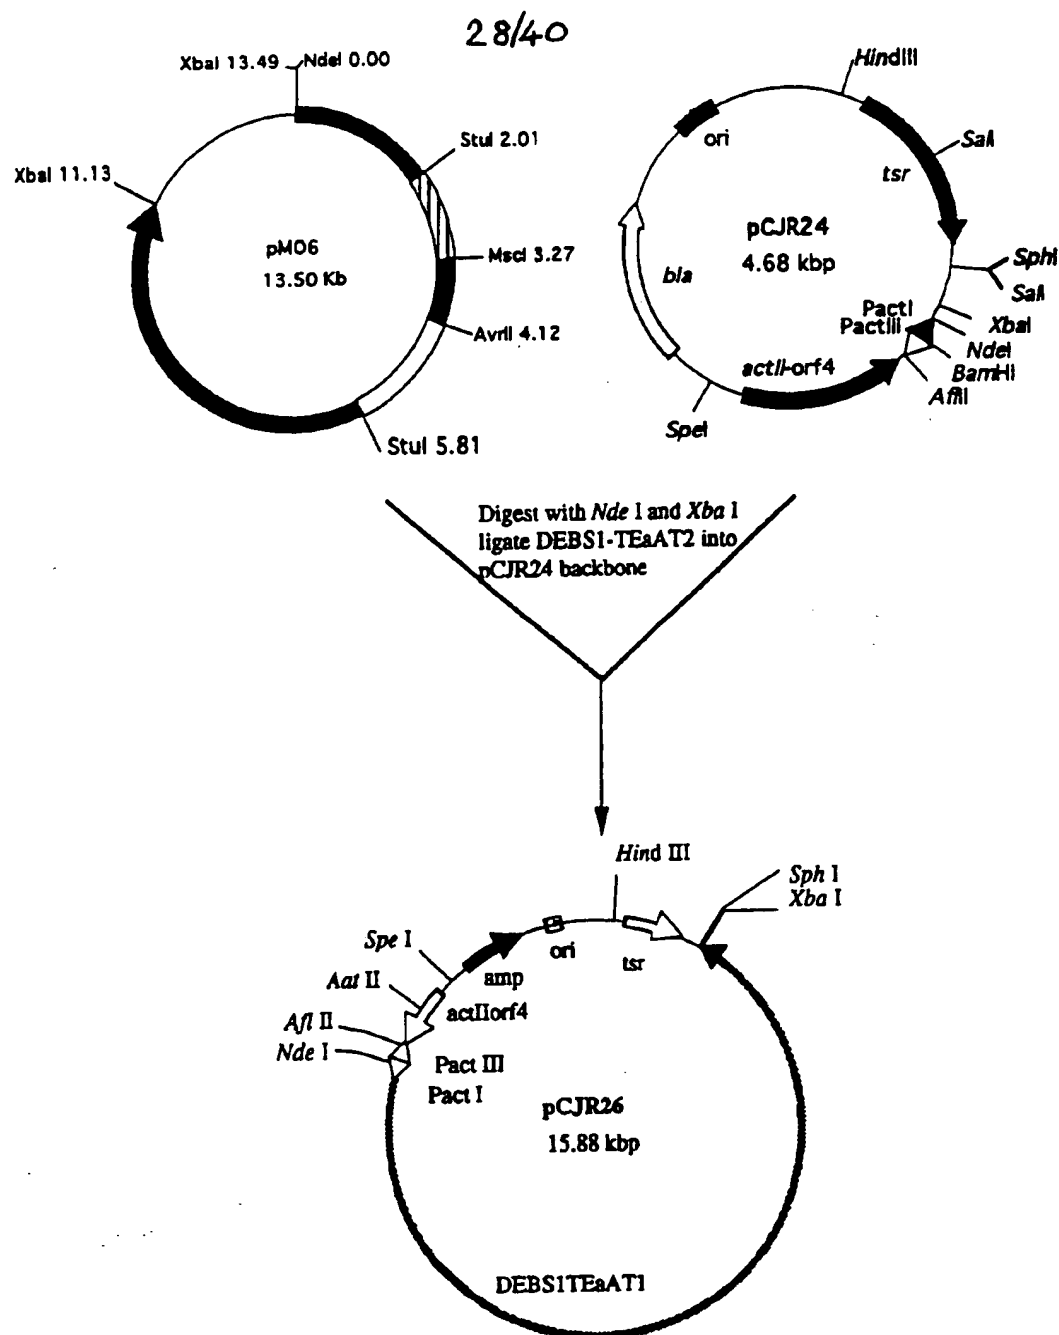 28/40
XbaI 13.49
NdeI 0.00
StuI 2.01
XbaI 11.13
pMO6
13.50 Kb
MscI 3.27
AvrII 4.12
StuI 5.81
HindIII
ori
SalI
tsr
pCJR24
4.68 kbp
bla
SphI
SalI
PactI
PactIII
XbaI
NdeI
BamHI
AflII
actII-orf4
SpeI
Digest with Nde I and Xba I
ligate DEBS1-TEaAT2 into
pCJR24 backbone
Hind III
Sph I
Xba I
Spe I
ori
tsr
amp
Aat II
actIIorf4
Afl II
Nde I
Pact III
Pact I
pCJR26
15.88 kbp
DEBS1TEaAT1